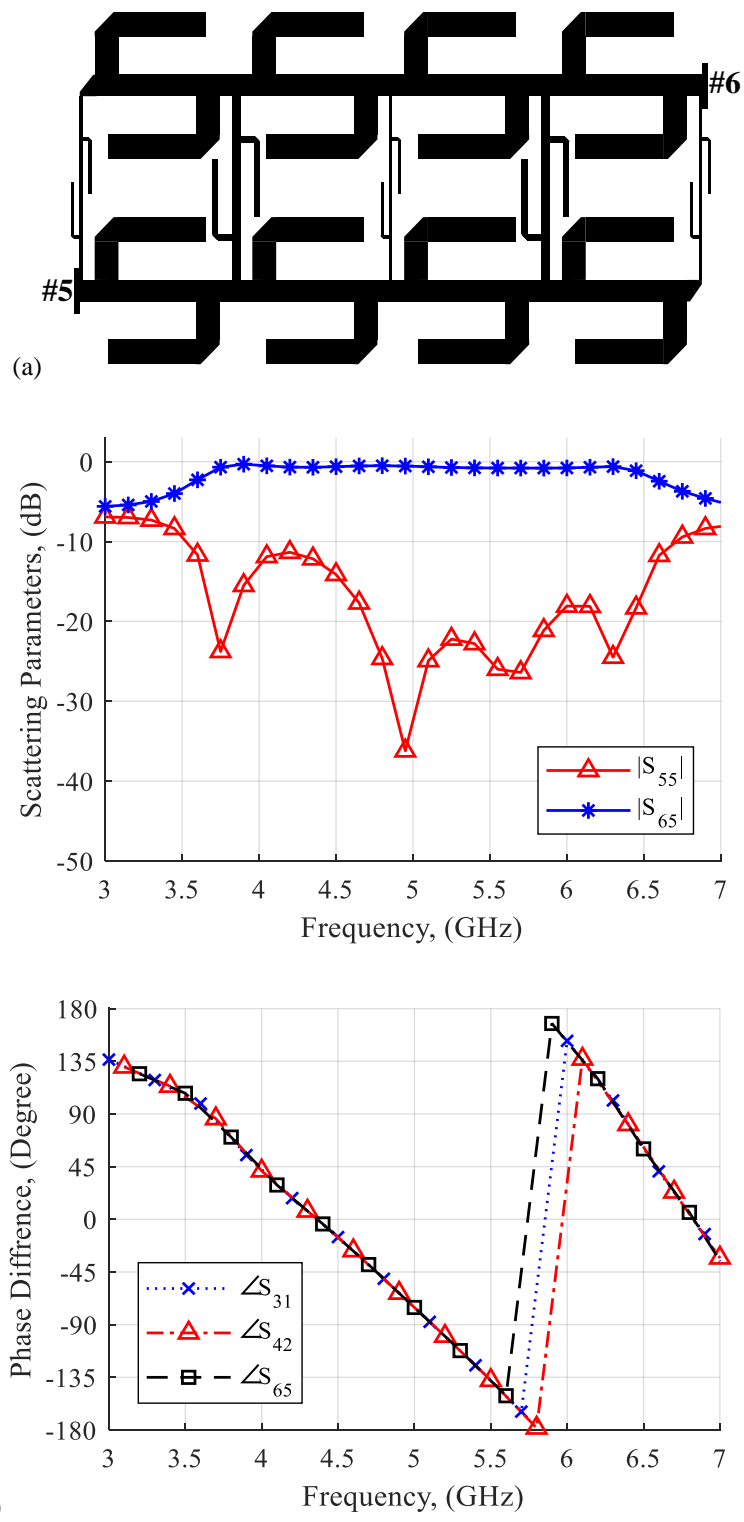 #6
#5
(a)
0
-10
-20
-30
-40
-50
Scattering Parameters, (dB)
|S₅₅|
|S₆₅|
3 3.5 4 4.5 5 5.5 6 6.5 7
Frequency, (GHz)
180
135
90
45
0
-45
-90
-135
-180
Phase Diffrence, (Degree)
∠S₃₁
∠S₄₂
∠S₆₅
3 3.5 4 4.5 5 5.5 6 6.5 7
Frequency, (GHz)